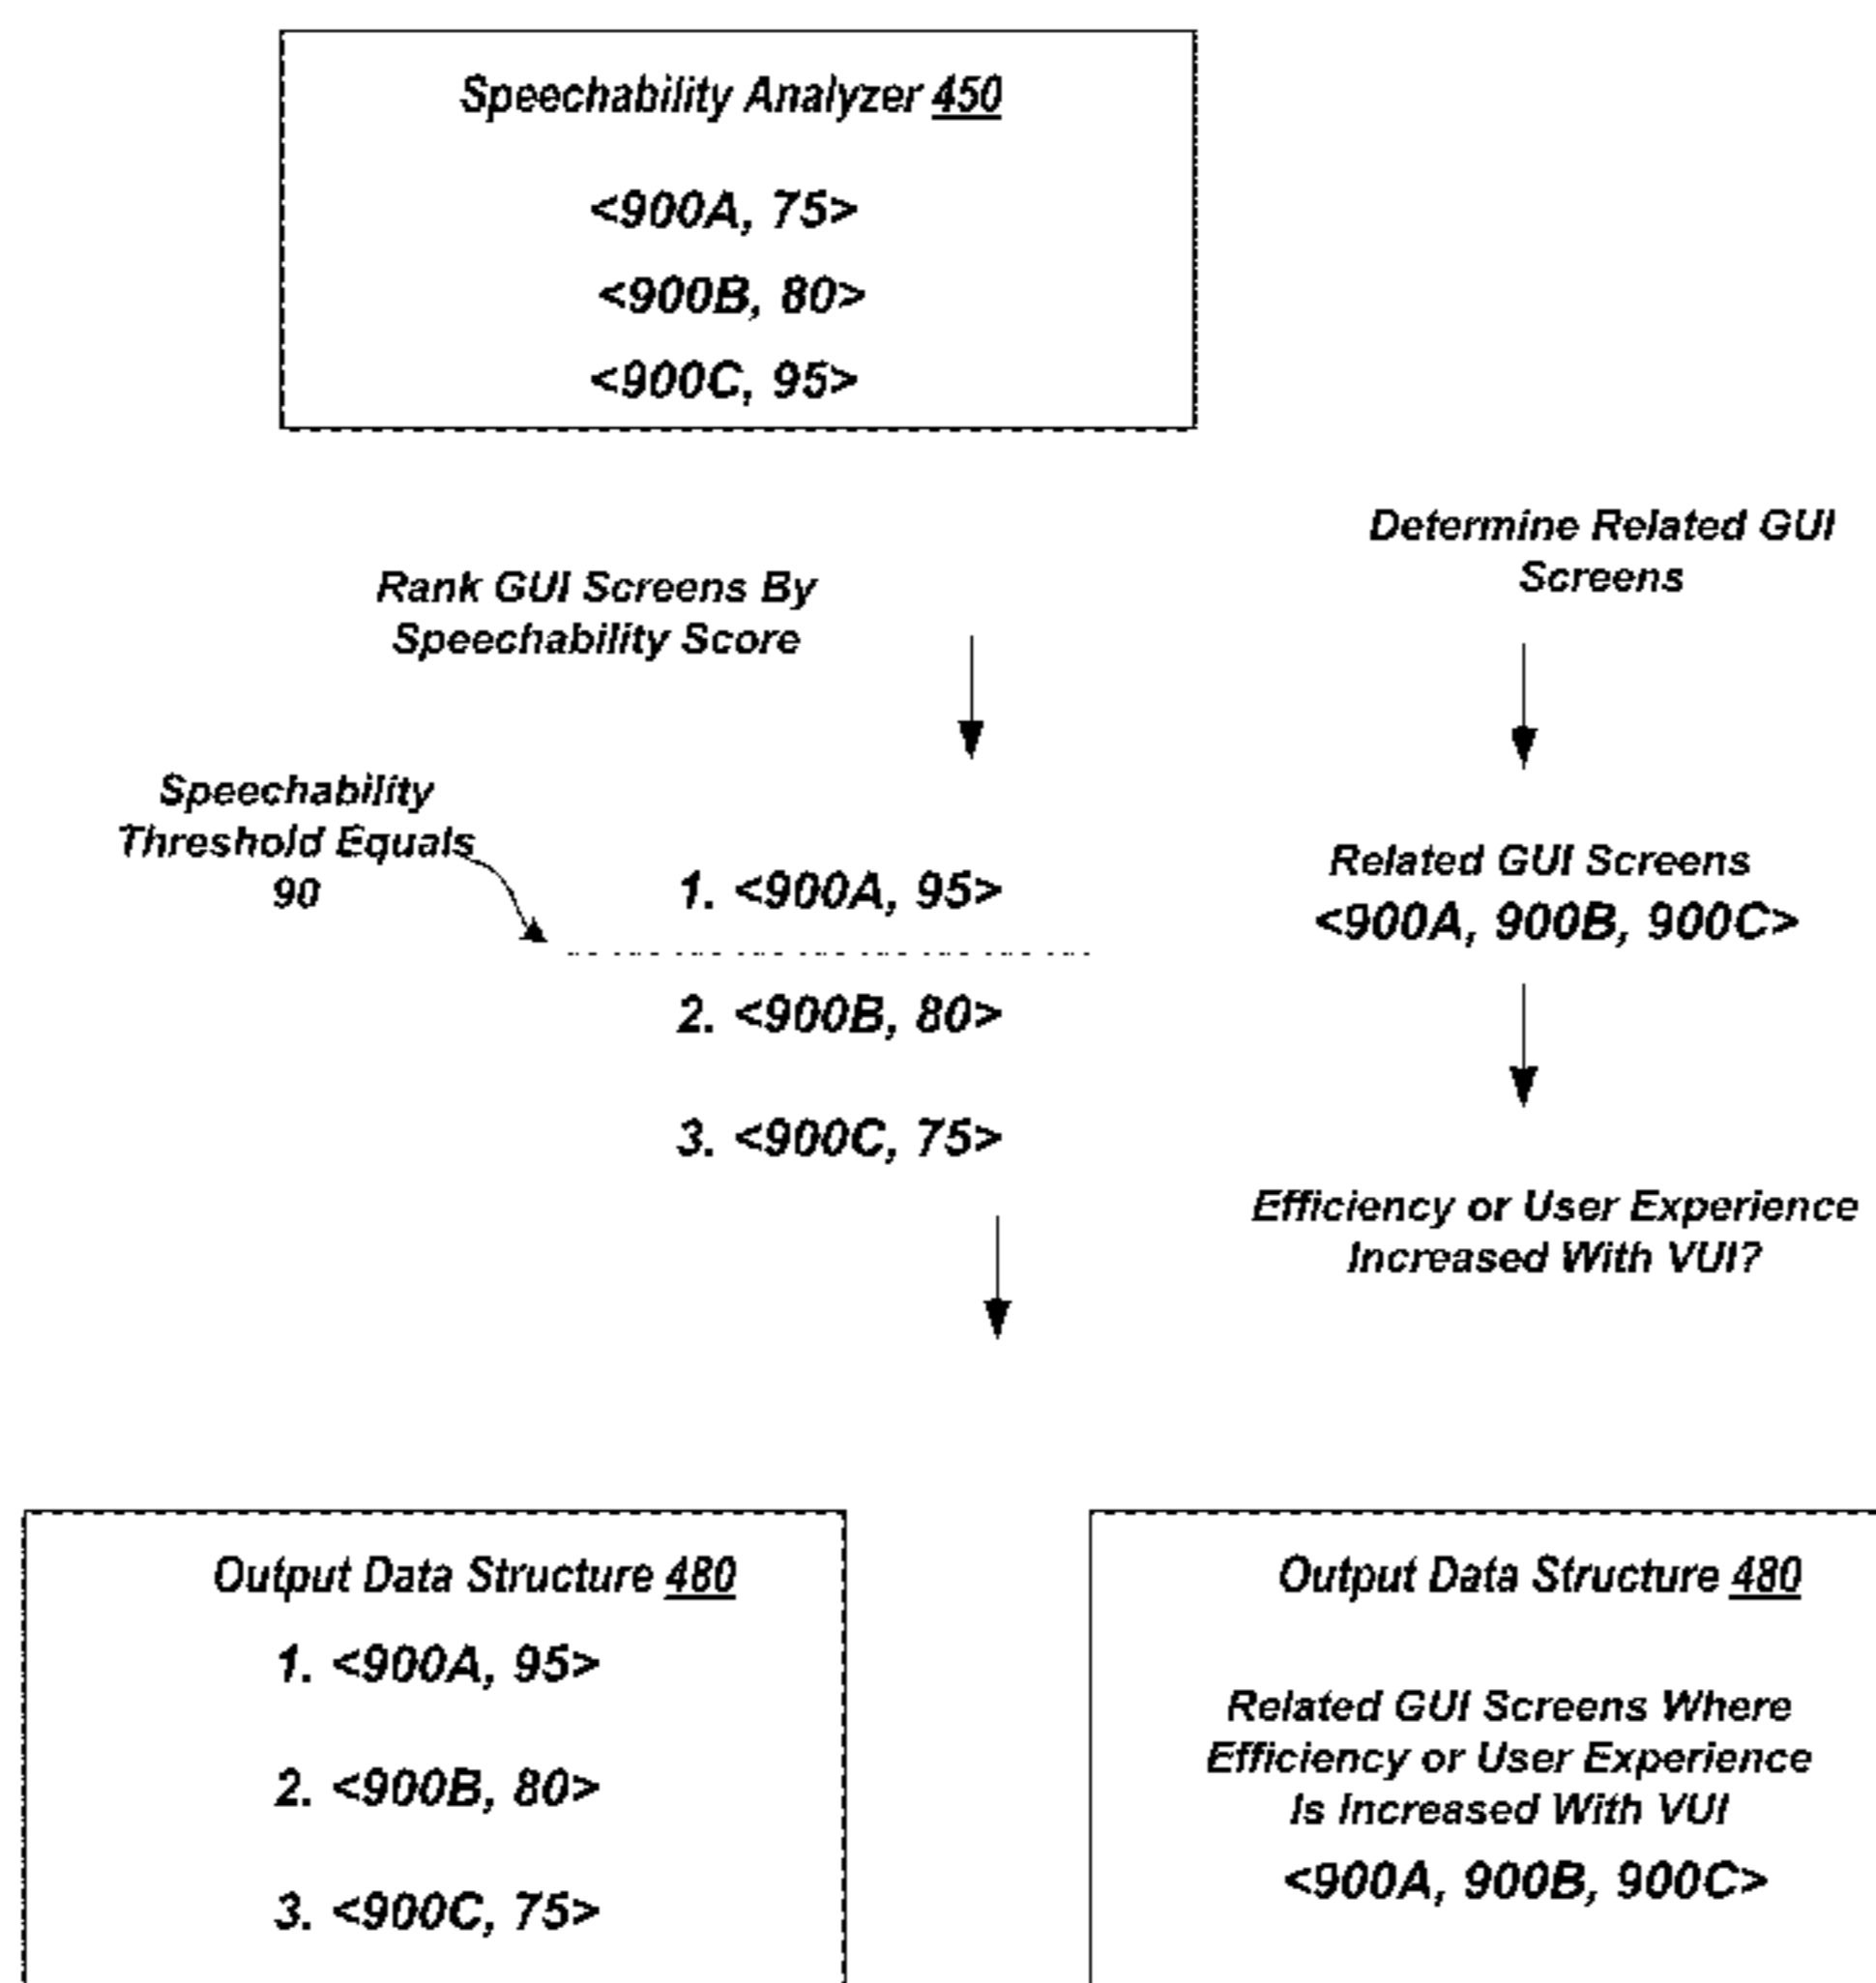 Speechability Analyzer 450
<900A, 75>
<900B, 80>
<900C, 95>
Rank GUI Screens By
Speechability Score
Speechability
Threshold Equals
90
1. <900A, 95>
2. <900B, 80>
3. <900C, 75>
Determine Related GUI
Screens
Related GUI Screens
<900A, 900B, 900C>
Efficiency or User Experience
Increased With VUI?
Output Data Structure 480
1. <900A, 95>
2. <900B, 80>
3. <900C, 75>
Output Data Structure 480
Related GUI Screens Where
Efficiency or User Experience
Is Increased With VUI
<900A, 900B, 900C>